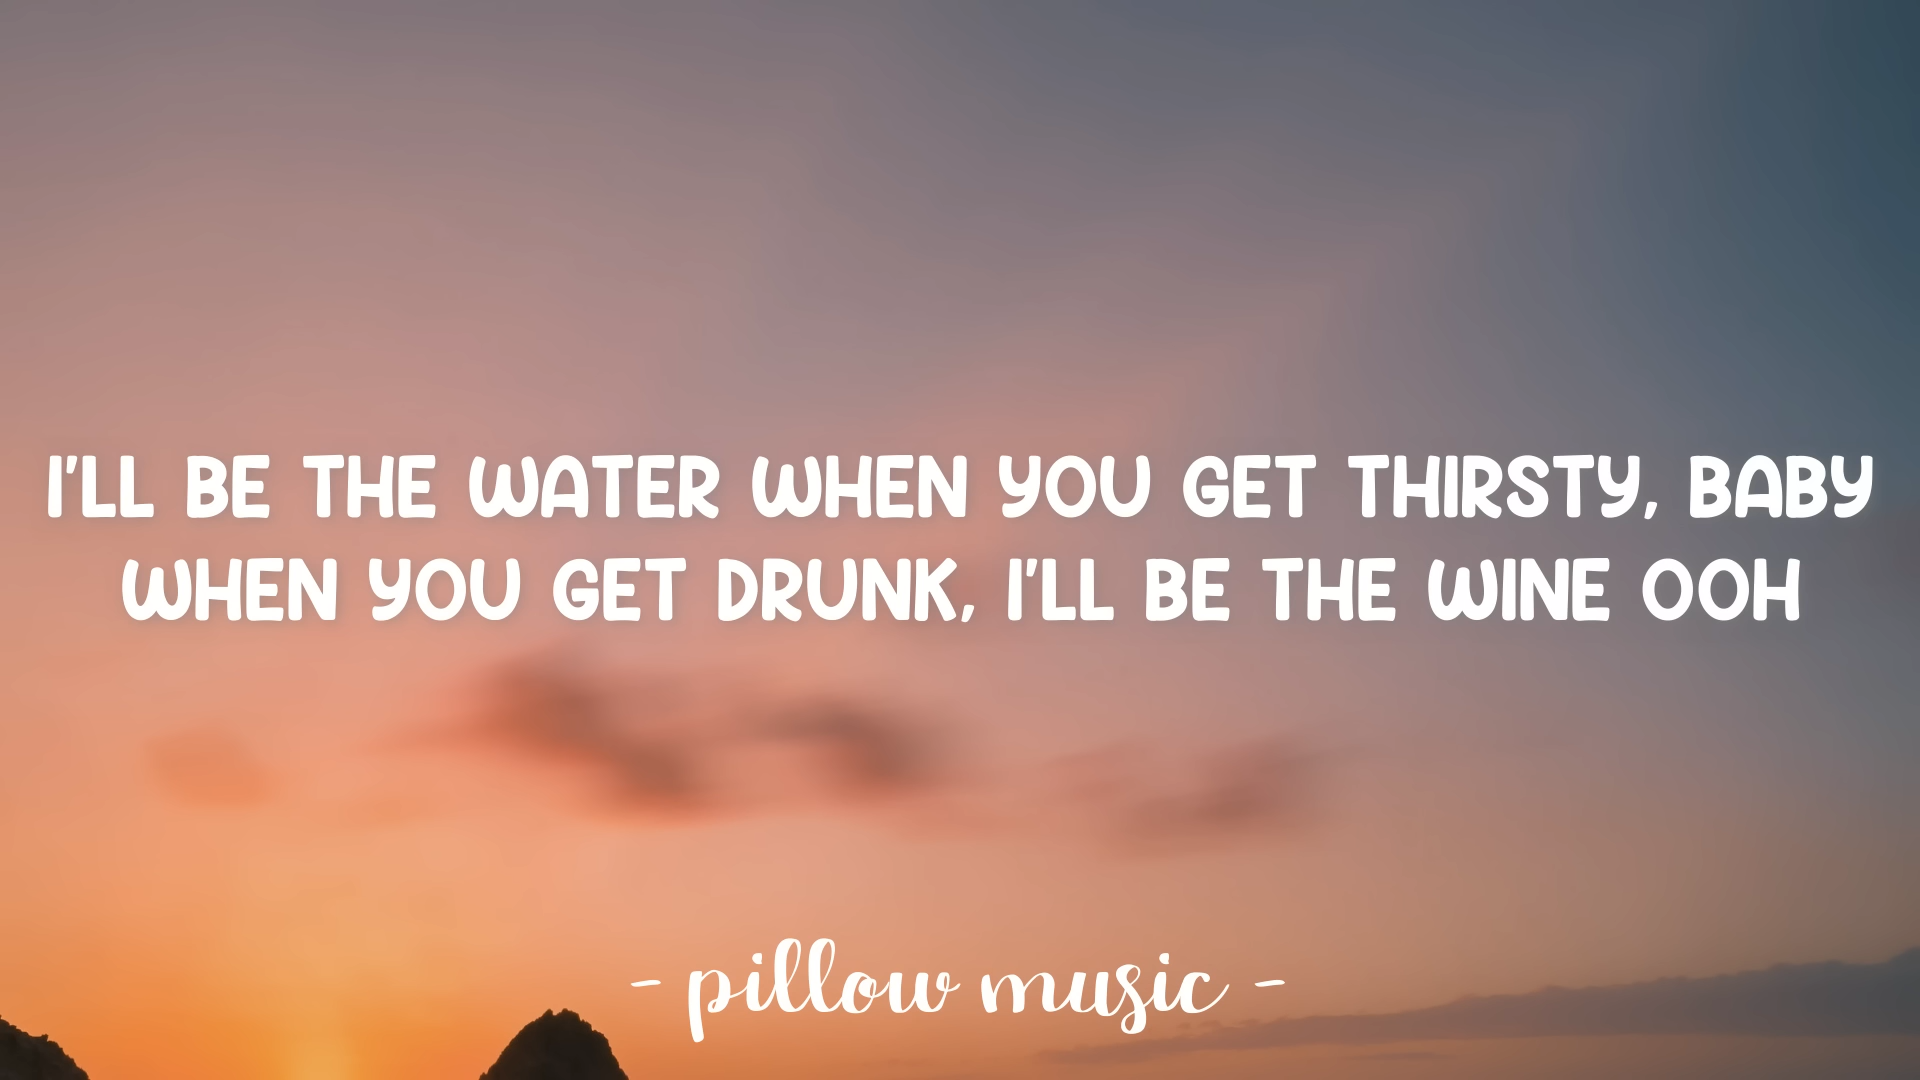 I'LL BE THE WATER WHEN YOU GET THIRSTY, BABY
WHEN YOU GET DRUNK, I'LL BE THE WINE OOH
- pillow music -